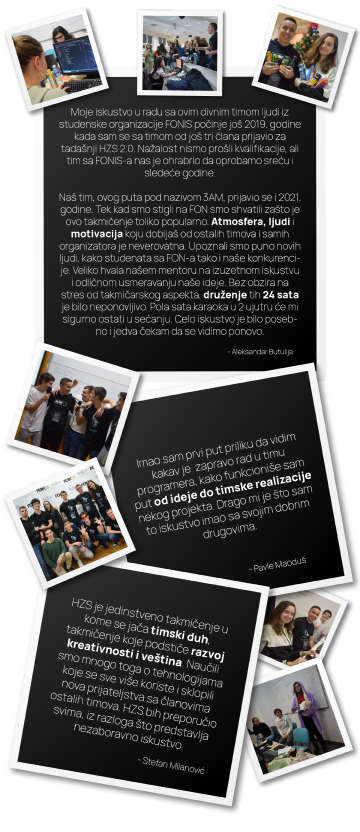 Moje iskustvo u radu sa ovim divnim timom ljudi iz
studenske organizacije FONIS počinje još 2019. godine
kada sam se sa timom od još tri člana prijavio za
tadašnji HZS 2.0. Nažalost nismo prošli kvalifikacije, ali
tim sa FONIS-a nas je ohrabrio da oprobamo sreću i
sledeće godine.
Naš tim, ovog puta pod nazivom 3AM, prijavio se i 2021.
godine. Tek kad smo stigli na FON smo shvatili zašto je
ovo takmičenje toliko popularno. Atmosfera, ljudi i
motivacija koju dobijaš od ostalih timova i samih
organizatora je neverovatna. Upoznali smo puno novih
ljudi, kako studenata sa FON-a tako i naše konkurenci-
je. Veliko hvala našem mentoru na izuzetnom iskustvu
i odličnom usmeravanju naše ideje. Bez obzira na
stres od takmičarskog aspekta, druženje tih 24 sata
je bilo neponovljivo. Pola sata karaoka u 2 ujutru će mi
sigurno ostati u sećanju. Celo iskustvo je bilo poseb-
no i jedva čekam da se vidimo ponovo.
- Aleksandar Butulija
Imao sam prvi put priliku da vidim
kakav je zapravo rad u timu
programera, kako funkcioniše sam
put od ideje do timske realizacije
nekog projekta. Drago mi je što sam
to iskustvo imao sa svojim dobrim
drugovima.
- Pavle Maoduš
HZS je jedinstveno takmičenje u
kome se jača timski duh,
takmičenje koje podstiče razvoj
kreativnosti i veština. Naučili
smo mnogo toga o tehnologijama
koje se sve više koriste i sklopili
nova prijateljstva sa članovima
ostalih timova. HZS bih preporučio
svima, iz razloga što predstavlja
nezaboravno iskustvo.
- Stefan Milanović